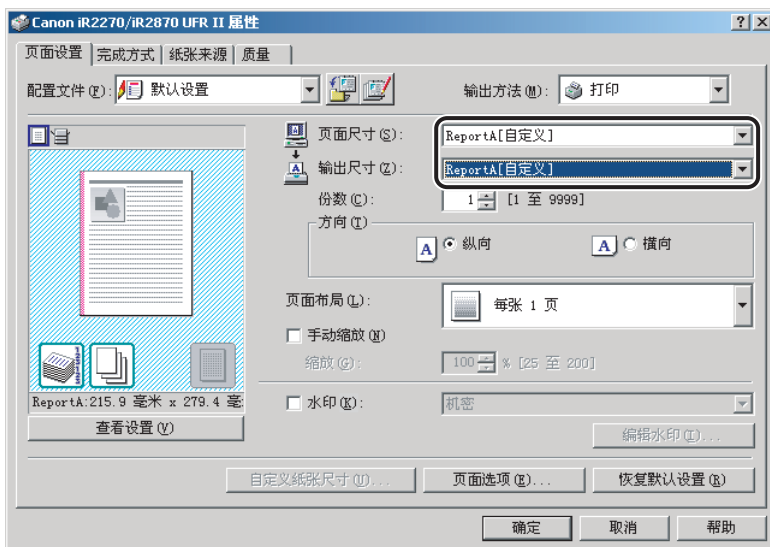 Canon iR2270/iR2870 UFR II 属性
页面设置 完成方式 纸张来源 质量
配置文件(F): 默认设置 输出方法(M): 打印
页面尺寸(S): ReportA[自定义]
输出尺寸(Z): ReportA[自定义]
份数(C): 1 [1 至 9999]
方向(T)
A 纵向 A 横向
页面布局(L): 每张 1 页
手动缩放(N)
缩放(G): 100 % [25 至 200]
ReportA:215.9 毫米 x 279.4 毫
水印(K): 机密
查看设置(V) 编辑水印(I)...
自定义纸张尺寸(U)... 页面选项(E)... 恢复默认设置(R)
确定 取消 帮助